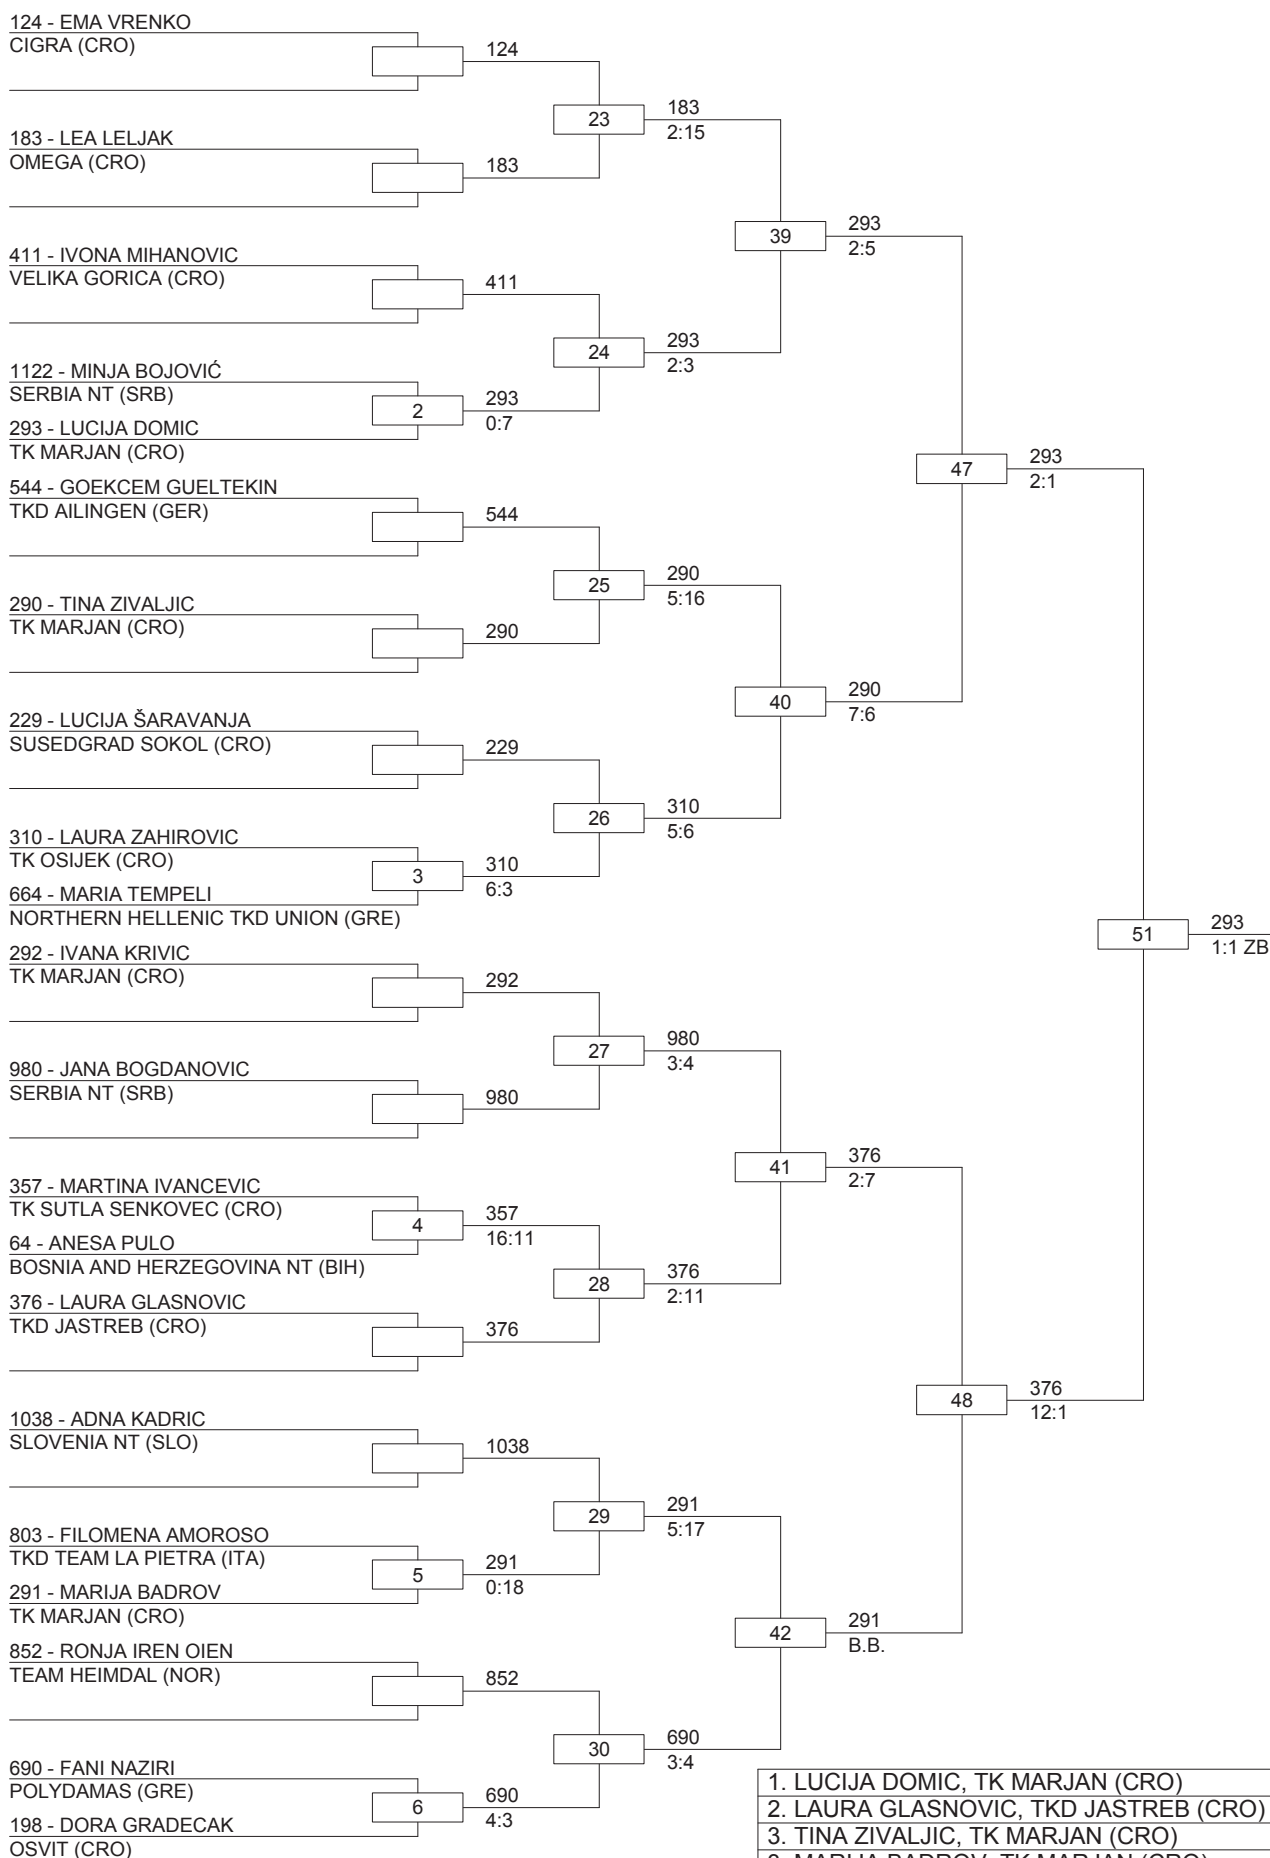 124 - EMA VRENKO
CIGRA (CRO)
124
23
183
2:15
183 - LEA LELJAK
OMEGA (CRO)
183
39
293
2:5
411 - IVONA MIHANOVIC
VELIKA GORICA (CRO)
411
24
293
2:3
1122 - MINJA BOJOVIĆ
SERBIA NT (SRB)
2
293
0:7
293 - LUCIJA DOMIC
TK MARJAN (CRO)
47
293
2:1
544 - GOEKCEM GUELTEKIN
TKD AILINGEN (GER)
544
25
290
5:16
290 - TINA ZIVALJIC
TK MARJAN (CRO)
290
40
290
7:6
229 - LUCIJA ŠARAVANJA
SUSEDGRAD SOKOL (CRO)
229
26
310
5:6
310 - LAURA ZAHIROVIC
TK OSIJEK (CRO)
3
310
6:3
664 - MARIA TEMPELI
NORTHERN HELLENIC TKD UNION (GRE)
51
293
1:1 ZB
292 - IVANA KRIVIC
TK MARJAN (CRO)
292
27
980
3:4
980 - JANA BOGDANOVIC
SERBIA NT (SRB)
980
41
376
2:7
357 - MARTINA IVANCEVIC
TK SUTLA SENKOVEC (CRO)
4
357
16:11
64 - ANESA PULO
BOSNIA AND HERZEGOVINA NT (BIH)
28
376
2:11
376 - LAURA GLASNOVIC
TKD JASTREB (CRO)
376
48
376
12:1
1038 - ADNA KADRIC
SLOVENIA NT (SLO)
1038
29
291
5:17
803 - FILOMENA AMOROSO
TKD TEAM LA PIETRA (ITA)
5
291
0:18
291 - MARIJA BADROV
TK MARJAN (CRO)
42
291
B.B.
852 - RONJA IREN OIEN
TEAM HEIMDAL (NOR)
852
30
690
3:4
690 - FANI NAZIRI
POLYDAMAS (GRE)
6
690
4:3
198 - DORA GRADECAK
OSVIT (CRO)
1. LUCIJA DOMIC, TK MARJAN (CRO)
2. LAURA GLASNOVIC, TKD JASTREB (CRO)
3. TINA ZIVALJIC, TK MARJAN (CRO)
3. MARIJA BADROV, TK MARJAN (CRO)